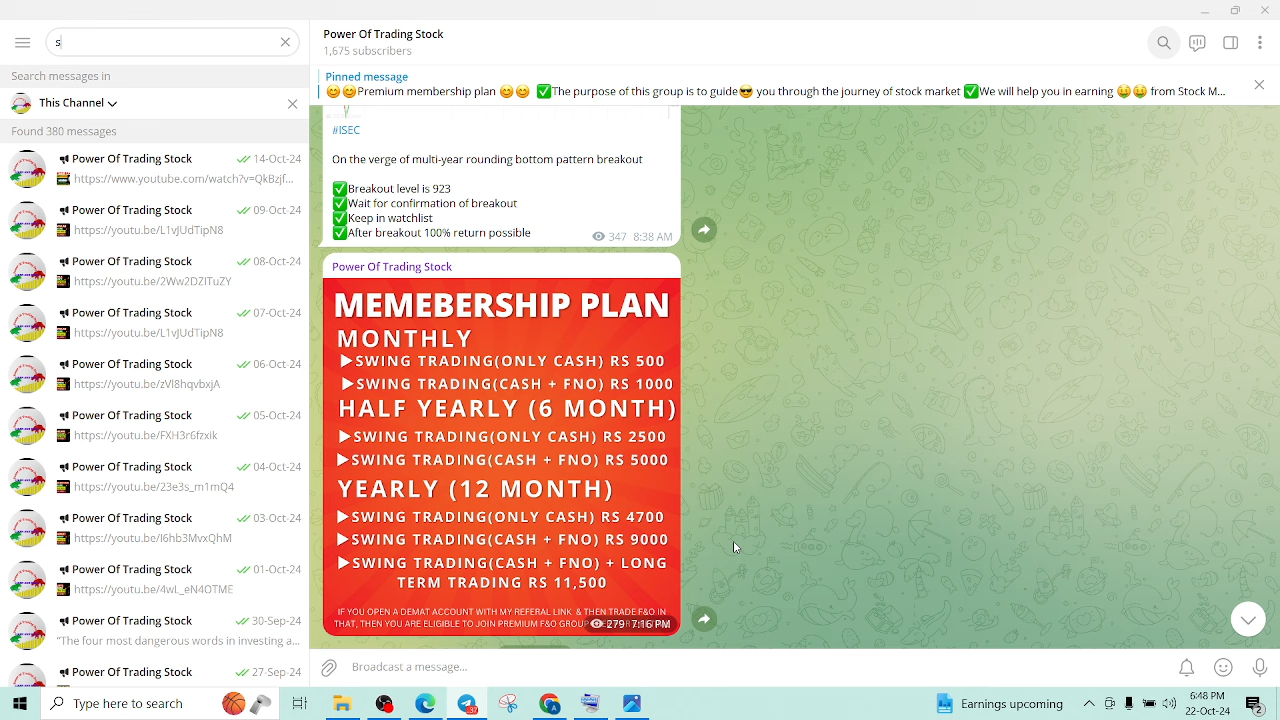 s
Power Of Trading Stock
1,675 subscribers
Search messages in
Pinned message
😊😊Premium membership plan 😊😊 ✅The purpose of this group is to guide😎 you through the journey of stock market ✅We will help you in earning 🤑🤑 from Stock M...
This Channel
Found 380 messages
Power Of Trading Stock 14-Oct-24
https://www.youtube.com/watch?v=QkBzjf...
Power Of Trading Stock 09-Oct-24
https://youtu.be/L1vJUdTipN8
Power Of Trading Stock 08-Oct-24
https://youtu.be/2Ww2DZITuZY
Power Of Trading Stock 07-Oct-24
https://youtu.be/L1vJUdTipN8
Power Of Trading Stock 06-Oct-24
https://youtu.be/zVl8hqvbxjA
Power Of Trading Stock 05-Oct-24
https://youtu.be/FXH3r6fzxik
Power Of Trading Stock 04-Oct-24
https://youtu.be/23e3s_m1mQ4
Power Of Trading Stock 03-Oct-24
https://youtu.be/I6hb3MvxQhM
Power Of Trading Stock 01-Oct-24
https://youtu.be/4wL_eN4OTME
Power Of Trading Stock 30-Sep-24
"The four most dangerous words in investing a...
Power Of Trading Stock 27-Sep-24
#ISEC
On the verge of multi-year rounding bottom pattern breakout
✅Breakout level is 923
✅Wait for confirmation of breakout
✅Keep in watchlist
✅After breakout 100% return possible
347 8:38 AM
Power Of Trading Stock
MEMEBERSHIP PLAN
MONTHLY
▶SWING TRADING(ONLY CASH) RS 500
▶SWING TRADING(CASH + FNO) RS 1000
HALF YEARLY (6 MONTH)
▶SWING TRADING(ONLY CASH) RS 2500
▶SWING TRADING(CASH + FNO) RS 5000
YEARLY (12 MONTH)
▶SWING TRADING(ONLY CASH) RS 4700
▶SWING TRADING(CASH + FNO) RS 9000
▶SWING TRADING(CASH + FNO) + LONG
TERM TRADING RS 11,500
IF YOU OPEN A DEMAT ACCOUNT WITH MY REFERAL LINK & THEN TRADE F&O IN
THAT, THEN YOU ARE ELIGIBLE TO JOIN PREMIUM F&O GROUP
279 7:16 PM
Broadcast a message...
Type here to search
Earnings upcoming
6:48 PM
22-Oct-24
2